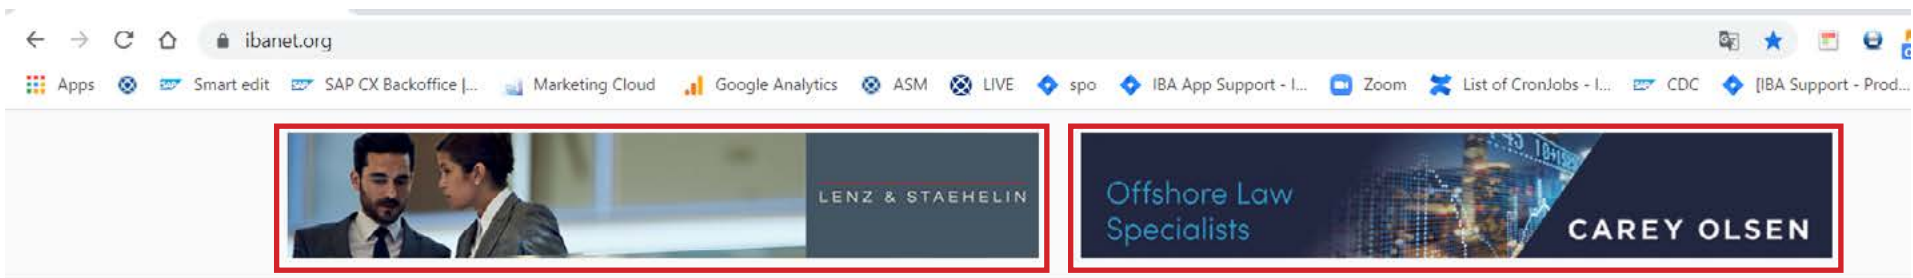 ibanet.org
Apps Smart edit SAP CX Backoffice |... Marketing Cloud Google Analytics ASM LIVE spo IBA App Support - I... Zoom List of CronJobs - I... CDC [IBA Support - Prod...
LENZ & STAEHELIN
Offshore Law
Specialists
CAREY OLSEN